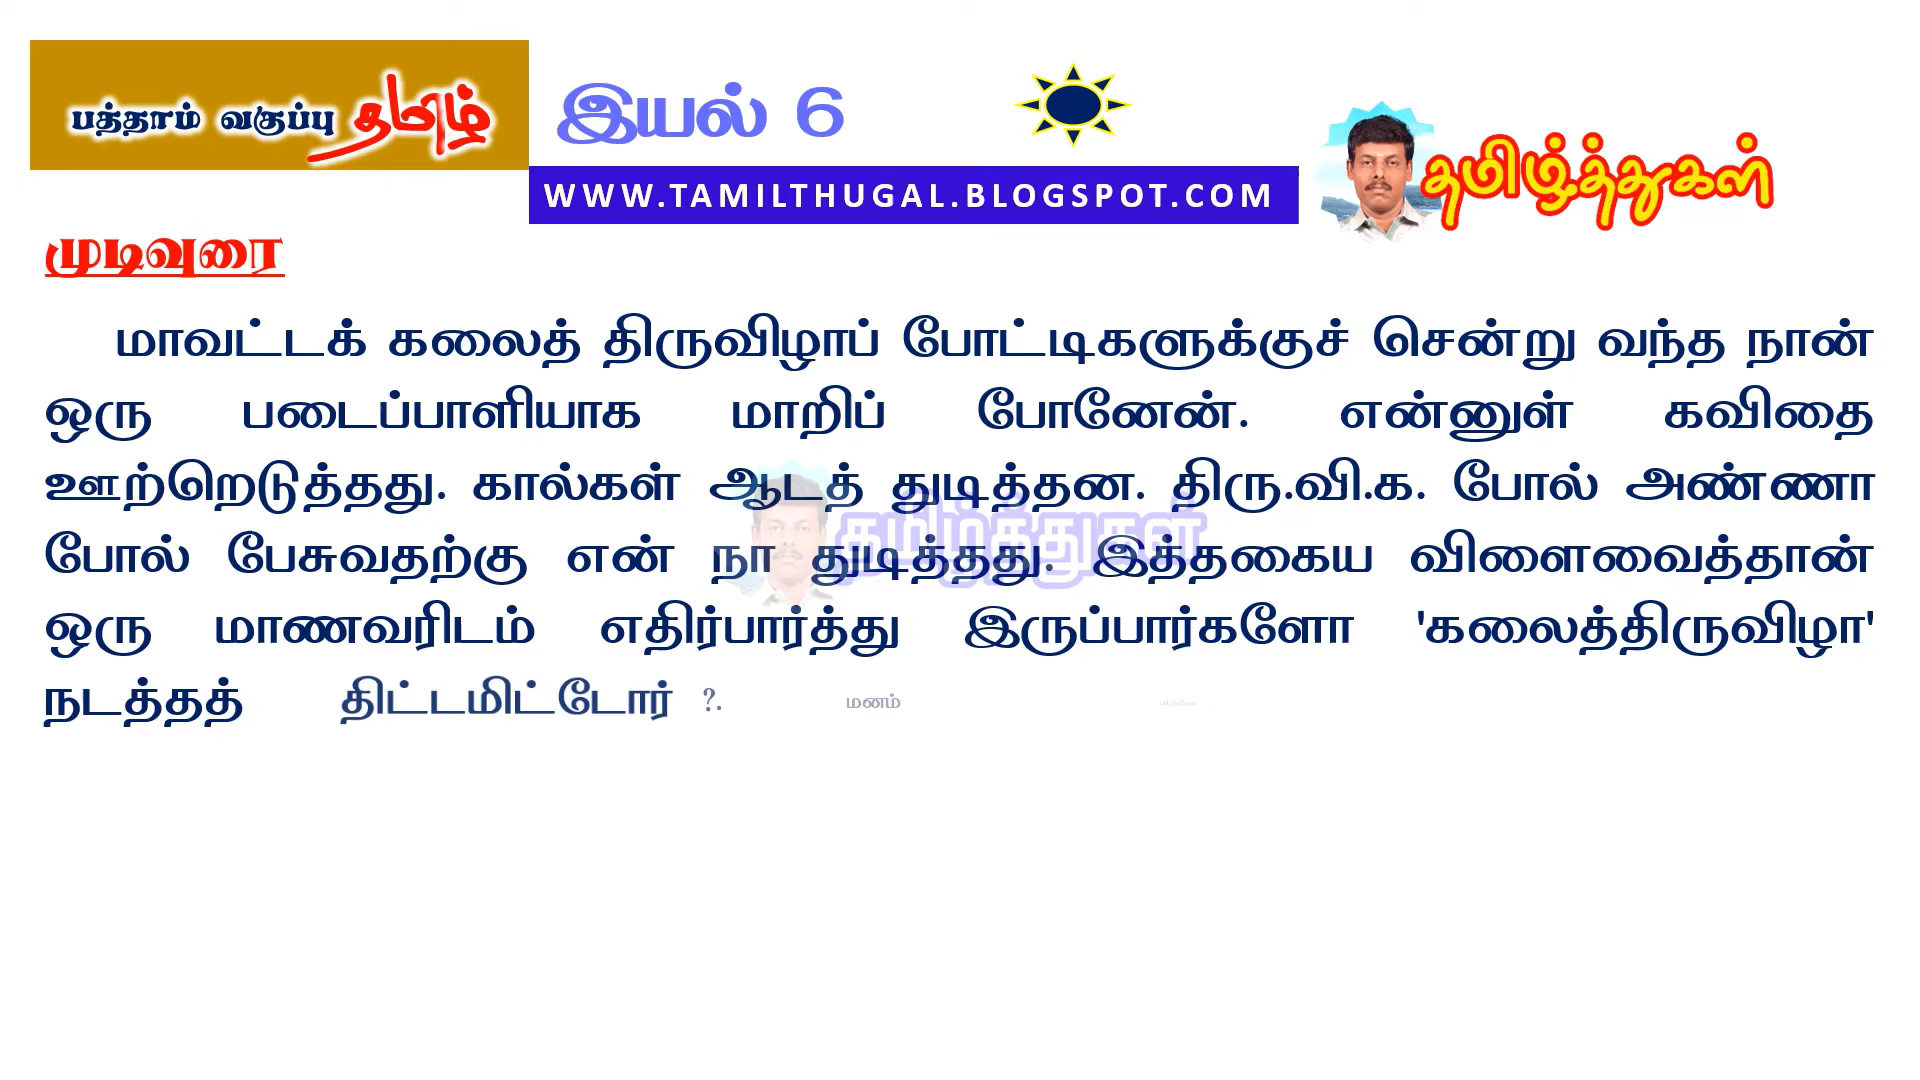 பத்தாம் வகுப்பு தமிழ்
இயல் 6
WWW.TAMILTHUGAL.BLOGSPOT.COM
தமிழ்த்துகள்
முடிவுரை
மாவட்டக் கலைத் திருவிழாப் போட்டிகளுக்குச் சென்று வந்த நான்
ஒரு படைப்பாளியாக மாறிப் போனேன். என்னுள் கவிதை
ஊற்றெடுத்தது. கால்கள் ஆடத் துடித்தன. திரு.வி.க. போல் அண்ணா
போல் பேசுவதற்கு என் நா துடித்தது. இத்தகைய விளைவைத்தான்
ஒரு மாணவரிடம் எதிர்பார்த்து இருப்பார்களோ 'கலைத்திருவிழா'
நடத்தத் திட்டமிட்டோர் ?. மனம்
தமிழ்த்துகள்